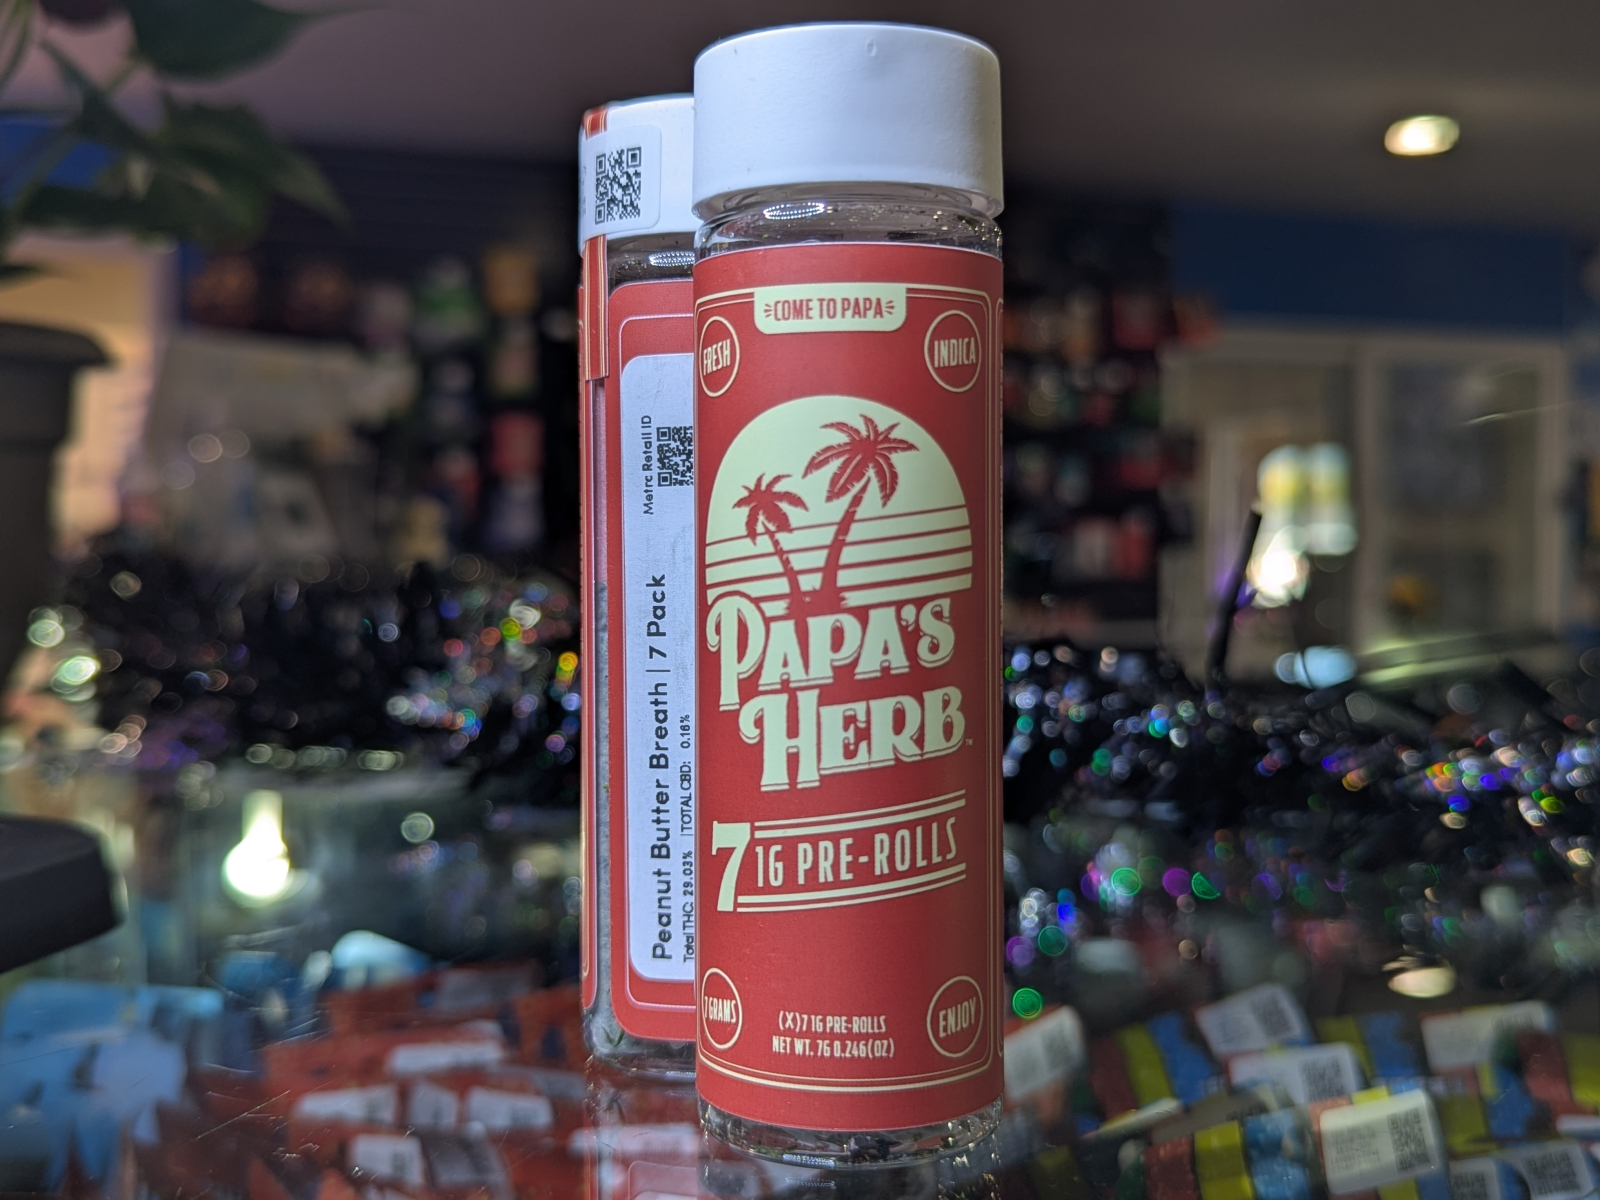 COME TO PAPA
FRESH
INDICA
PAPA'S
HERB™
7 1G PRE-ROLLS
7 GRAMS
ENJOY
(X)7 1G PRE-ROLLS
NET WT. 7G 0.246(OZ)
Metrc Retail ID
Peanut Butter Breath | 7 Pack
Total THC: 29.03% | TOTAL CBD: 0.16%